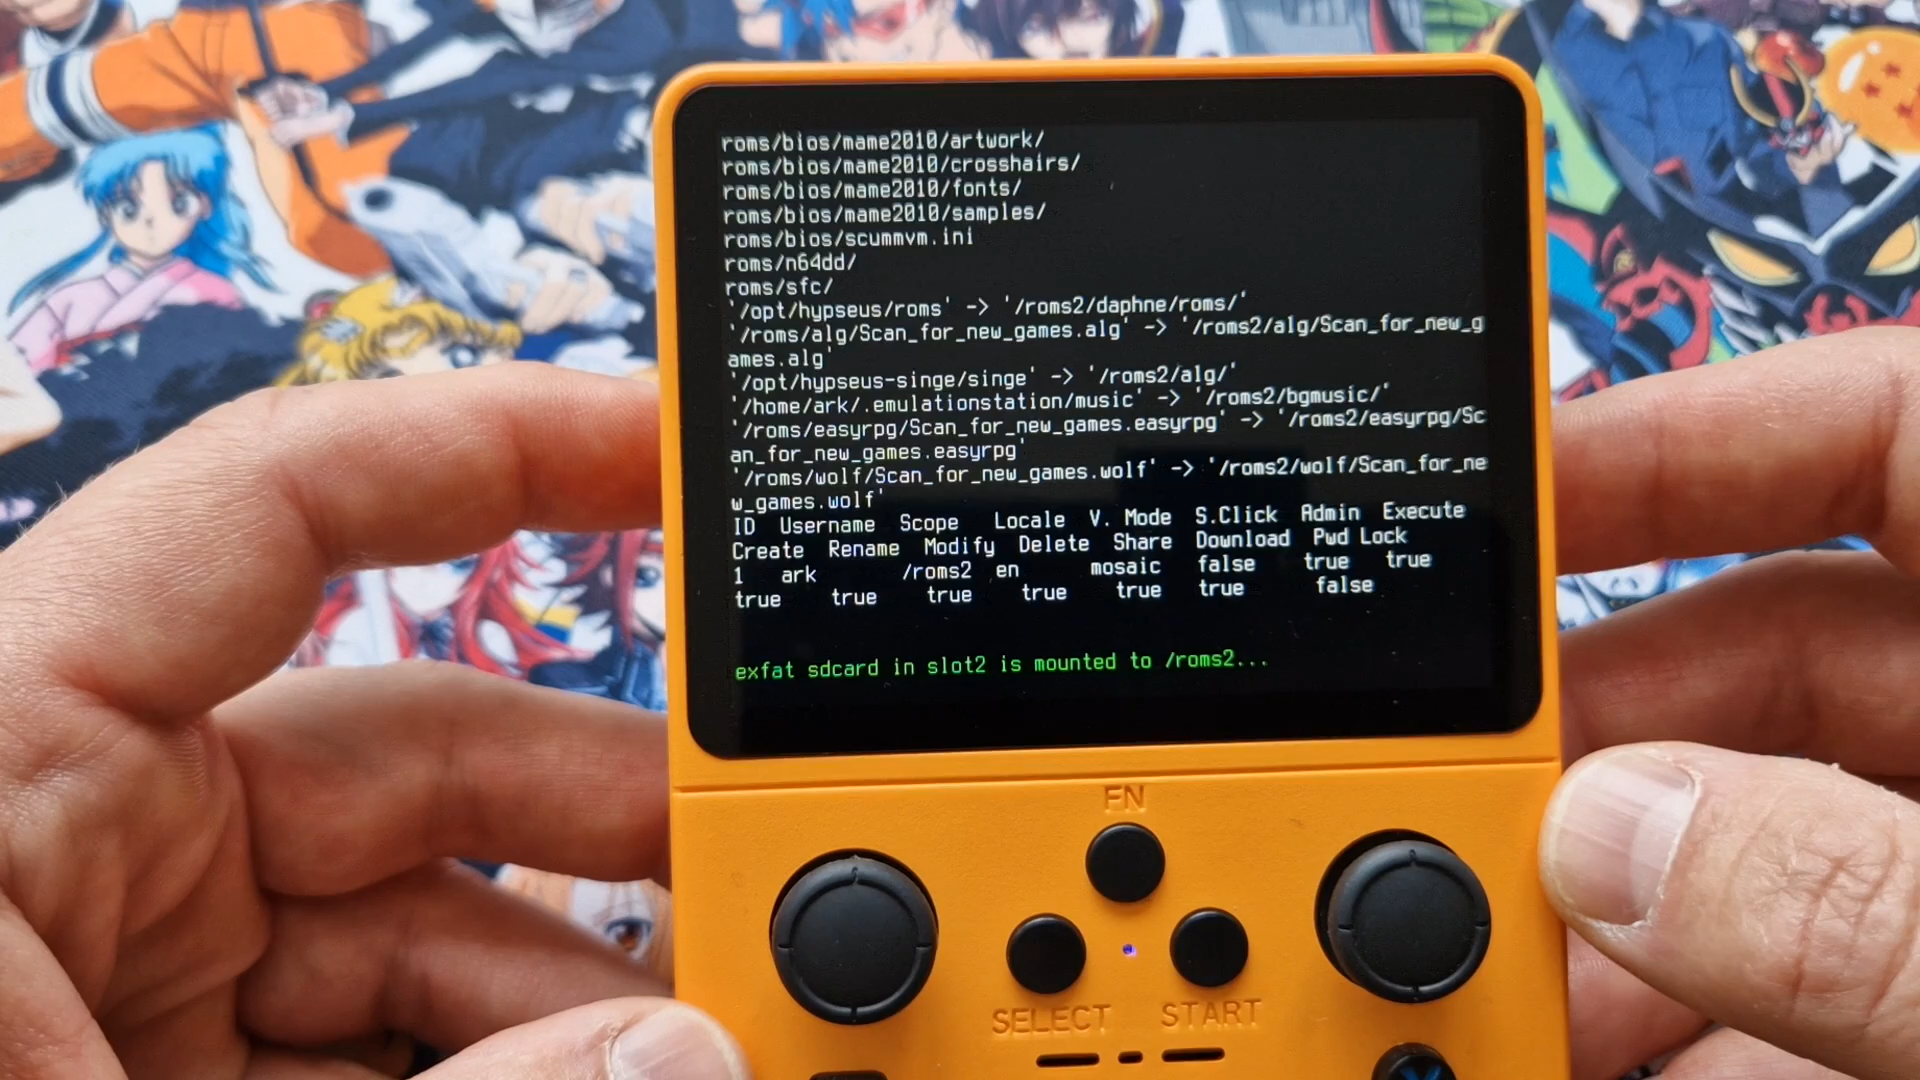 roms/bios/mame2010/artwork/
roms/bios/mame2010/crosshairs/
roms/bios/mame2010/fonts/
roms/bios/mame2010/samples/
roms/bios/scummvm.ini
roms/n64dd/
roms/sfc/
'/opt/hypseus/roms' -> '/roms2/daphne/roms/'
'/roms/alg/Scan_for_new_games.alg' -> '/roms2/alg/Scan_for_new_g
ames.alg'
'/opt/hypseus-singe/singe' -> '/roms2/alg/'
'/home/ark/.emulationstation/music' -> '/roms2/bgmusic/'
'/roms/easyrpg/Scan_for_new_games.easyrpg' -> '/roms2/easyrpg/Sc
an_for_new_games.easyrpg'
'/roms/wolf/Scan_for_new_games.wolf' -> '/roms2/wolf/Scan_for_ne
w_games.wolf'
ID Username Scope Locale V. Mode S.Click Admin Execute
Create Rename Modify Delete Share Download Pwd Lock
1 ark /roms2 en mosaic false true true
true true true true true true false
exfat sdcard in slot2 is mounted to /roms2...
FN
SELECT START